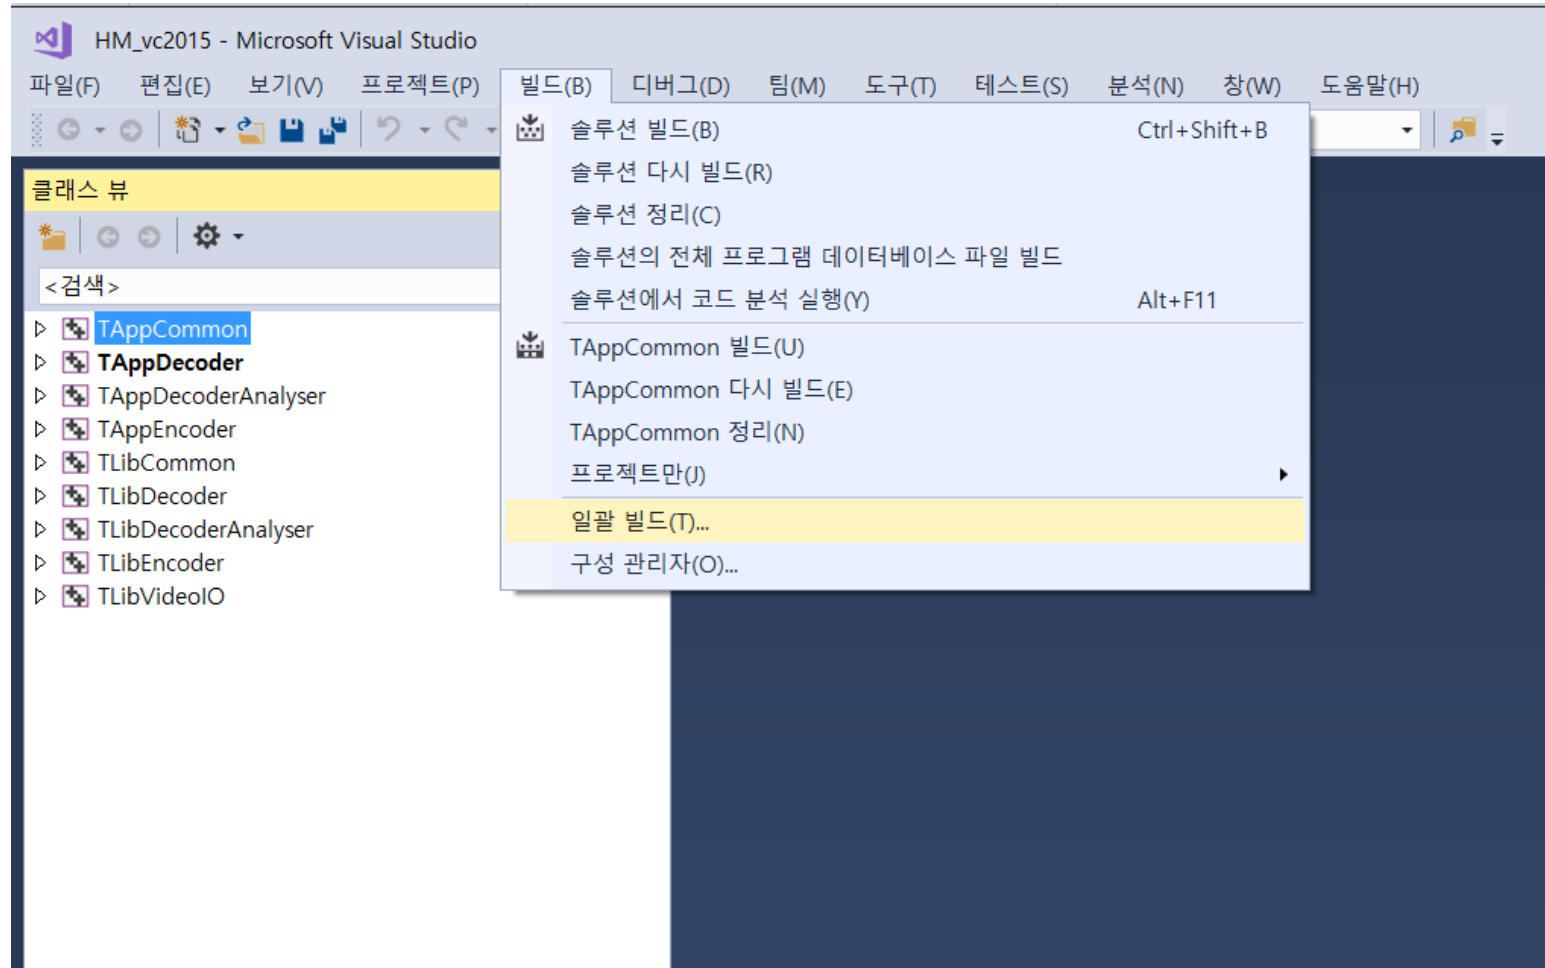 HM_vc2015 - Microsoft Visual Studio
파일(F) 편집(E) 보기(V) 프로젝트(P) 빌드(B) 디버그(D) 팀(M) 도구(T) 테스트(S) 분석(N) 창(W) 도움말(H)
솔루션 빌드(B) Ctrl+Shift+B
솔루션 다시 빌드(R)
솔루션 정리(C)
솔루션의 전체 프로그램 데이터베이스 파일 빌드
솔루션에서 코드 분석 실행(Y) Alt+F11
TAppCommon 빌드(U)
TAppCommon 다시 빌드(E)
TAppCommon 정리(N)
프로젝트만(J)
일괄 빌드(T)...
구성 관리자(O)...
클래스 뷰
<검색>
TAppCommon
TAppDecoder
TAppDecoderAnalyser
TAppEncoder
TLibCommon
TLibDecoder
TLibDecoderAnalyser
TLibEncoder
TLibVideoIO